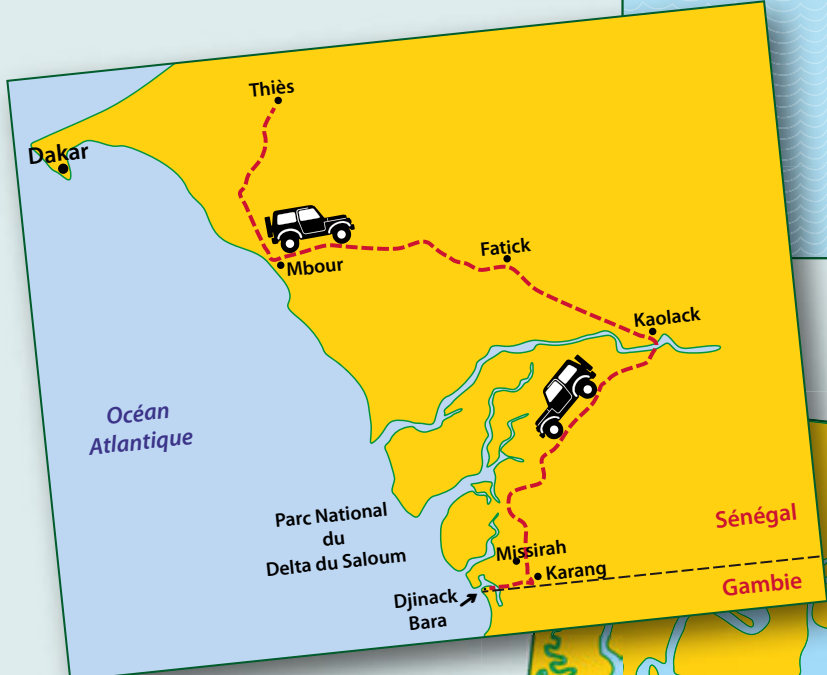 Thiès
Dakar
Mbour
Fatick
Kaolack
Océan
Atlantique
Parc National
du
Delta du Saloum
Sénégal
Missirah
Karang
Gambie
Djinack
Bara